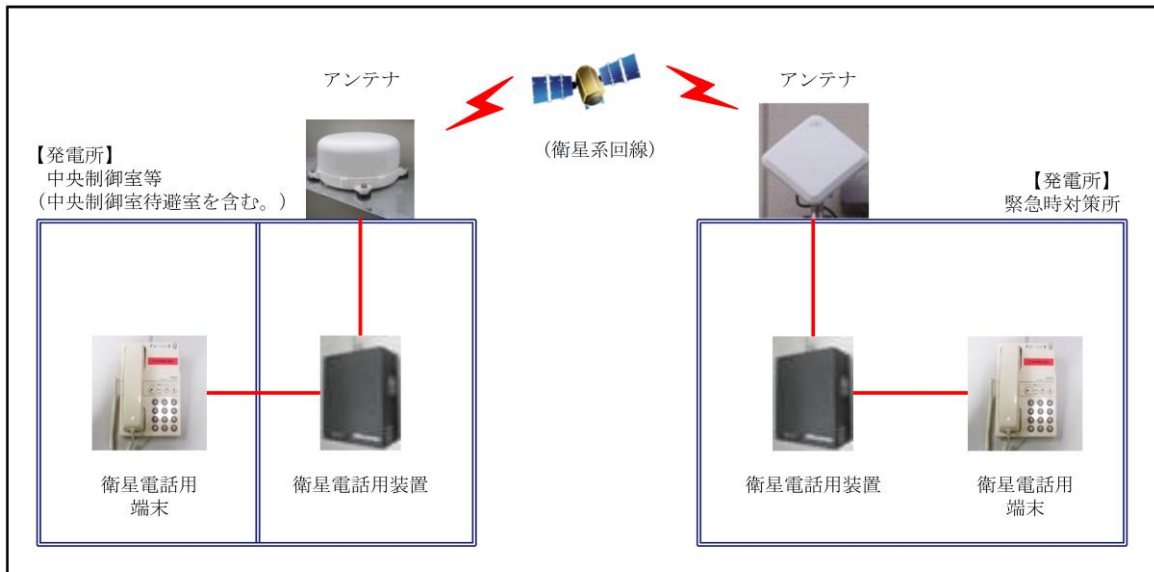 アンテナ
アンテナ
(衛星系回線)
【発電所】
中央制御室等
(中央制御室待避室を含む。)
【発電所】
緊急時対策所
衛星電話用
端末
衛星電話用装置
衛星電話用装置
衛星電話用
端末